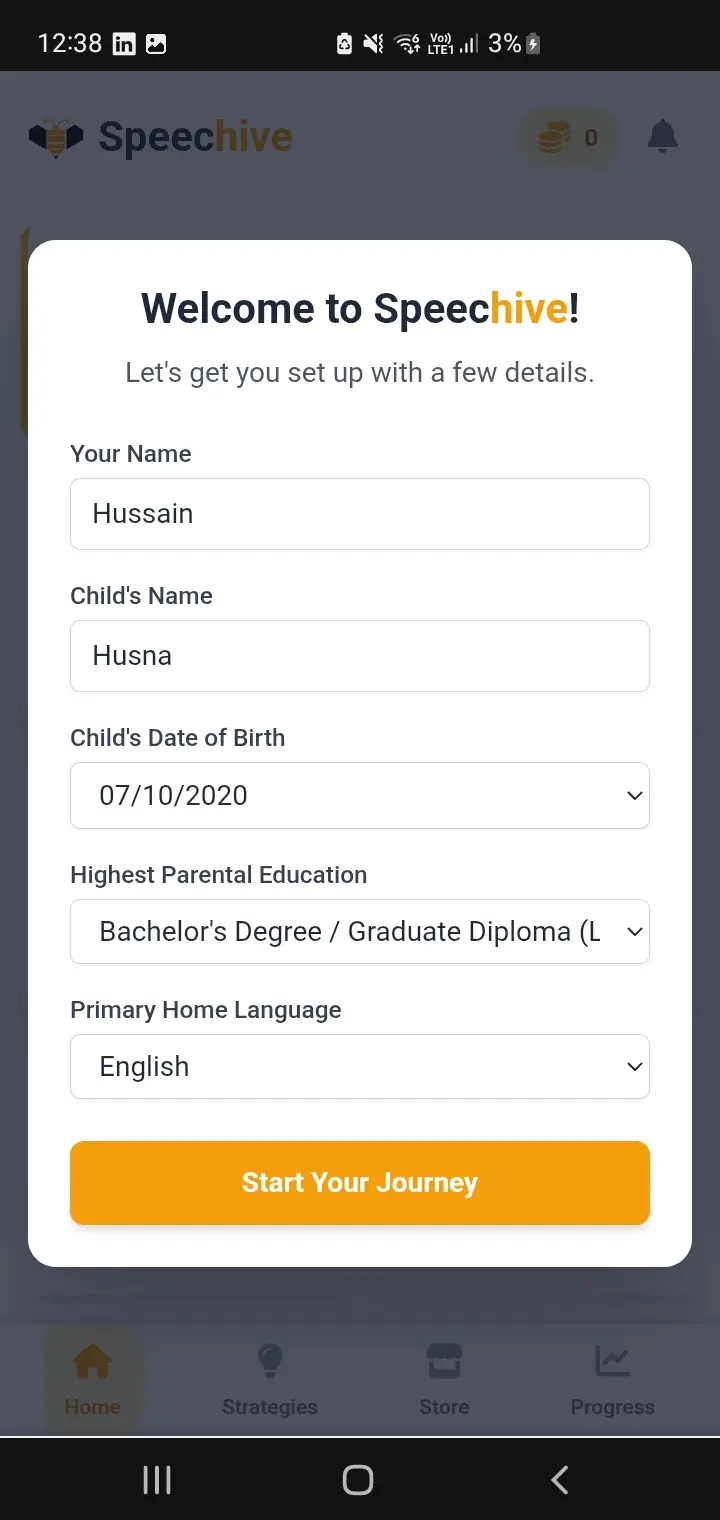 12:38
Vo)) LTE1 3%
Speechive
0
Welcome to Speechive!
Let's get you set up with a few details.
Your Name
Hussain
Child's Name
Husna
Child's Date of Birth
07/10/2020
Highest Parental Education
Bachelor's Degree / Graduate Diploma (L
Primary Home Language
English
Start Your Journey
Home Strategies Store Progress